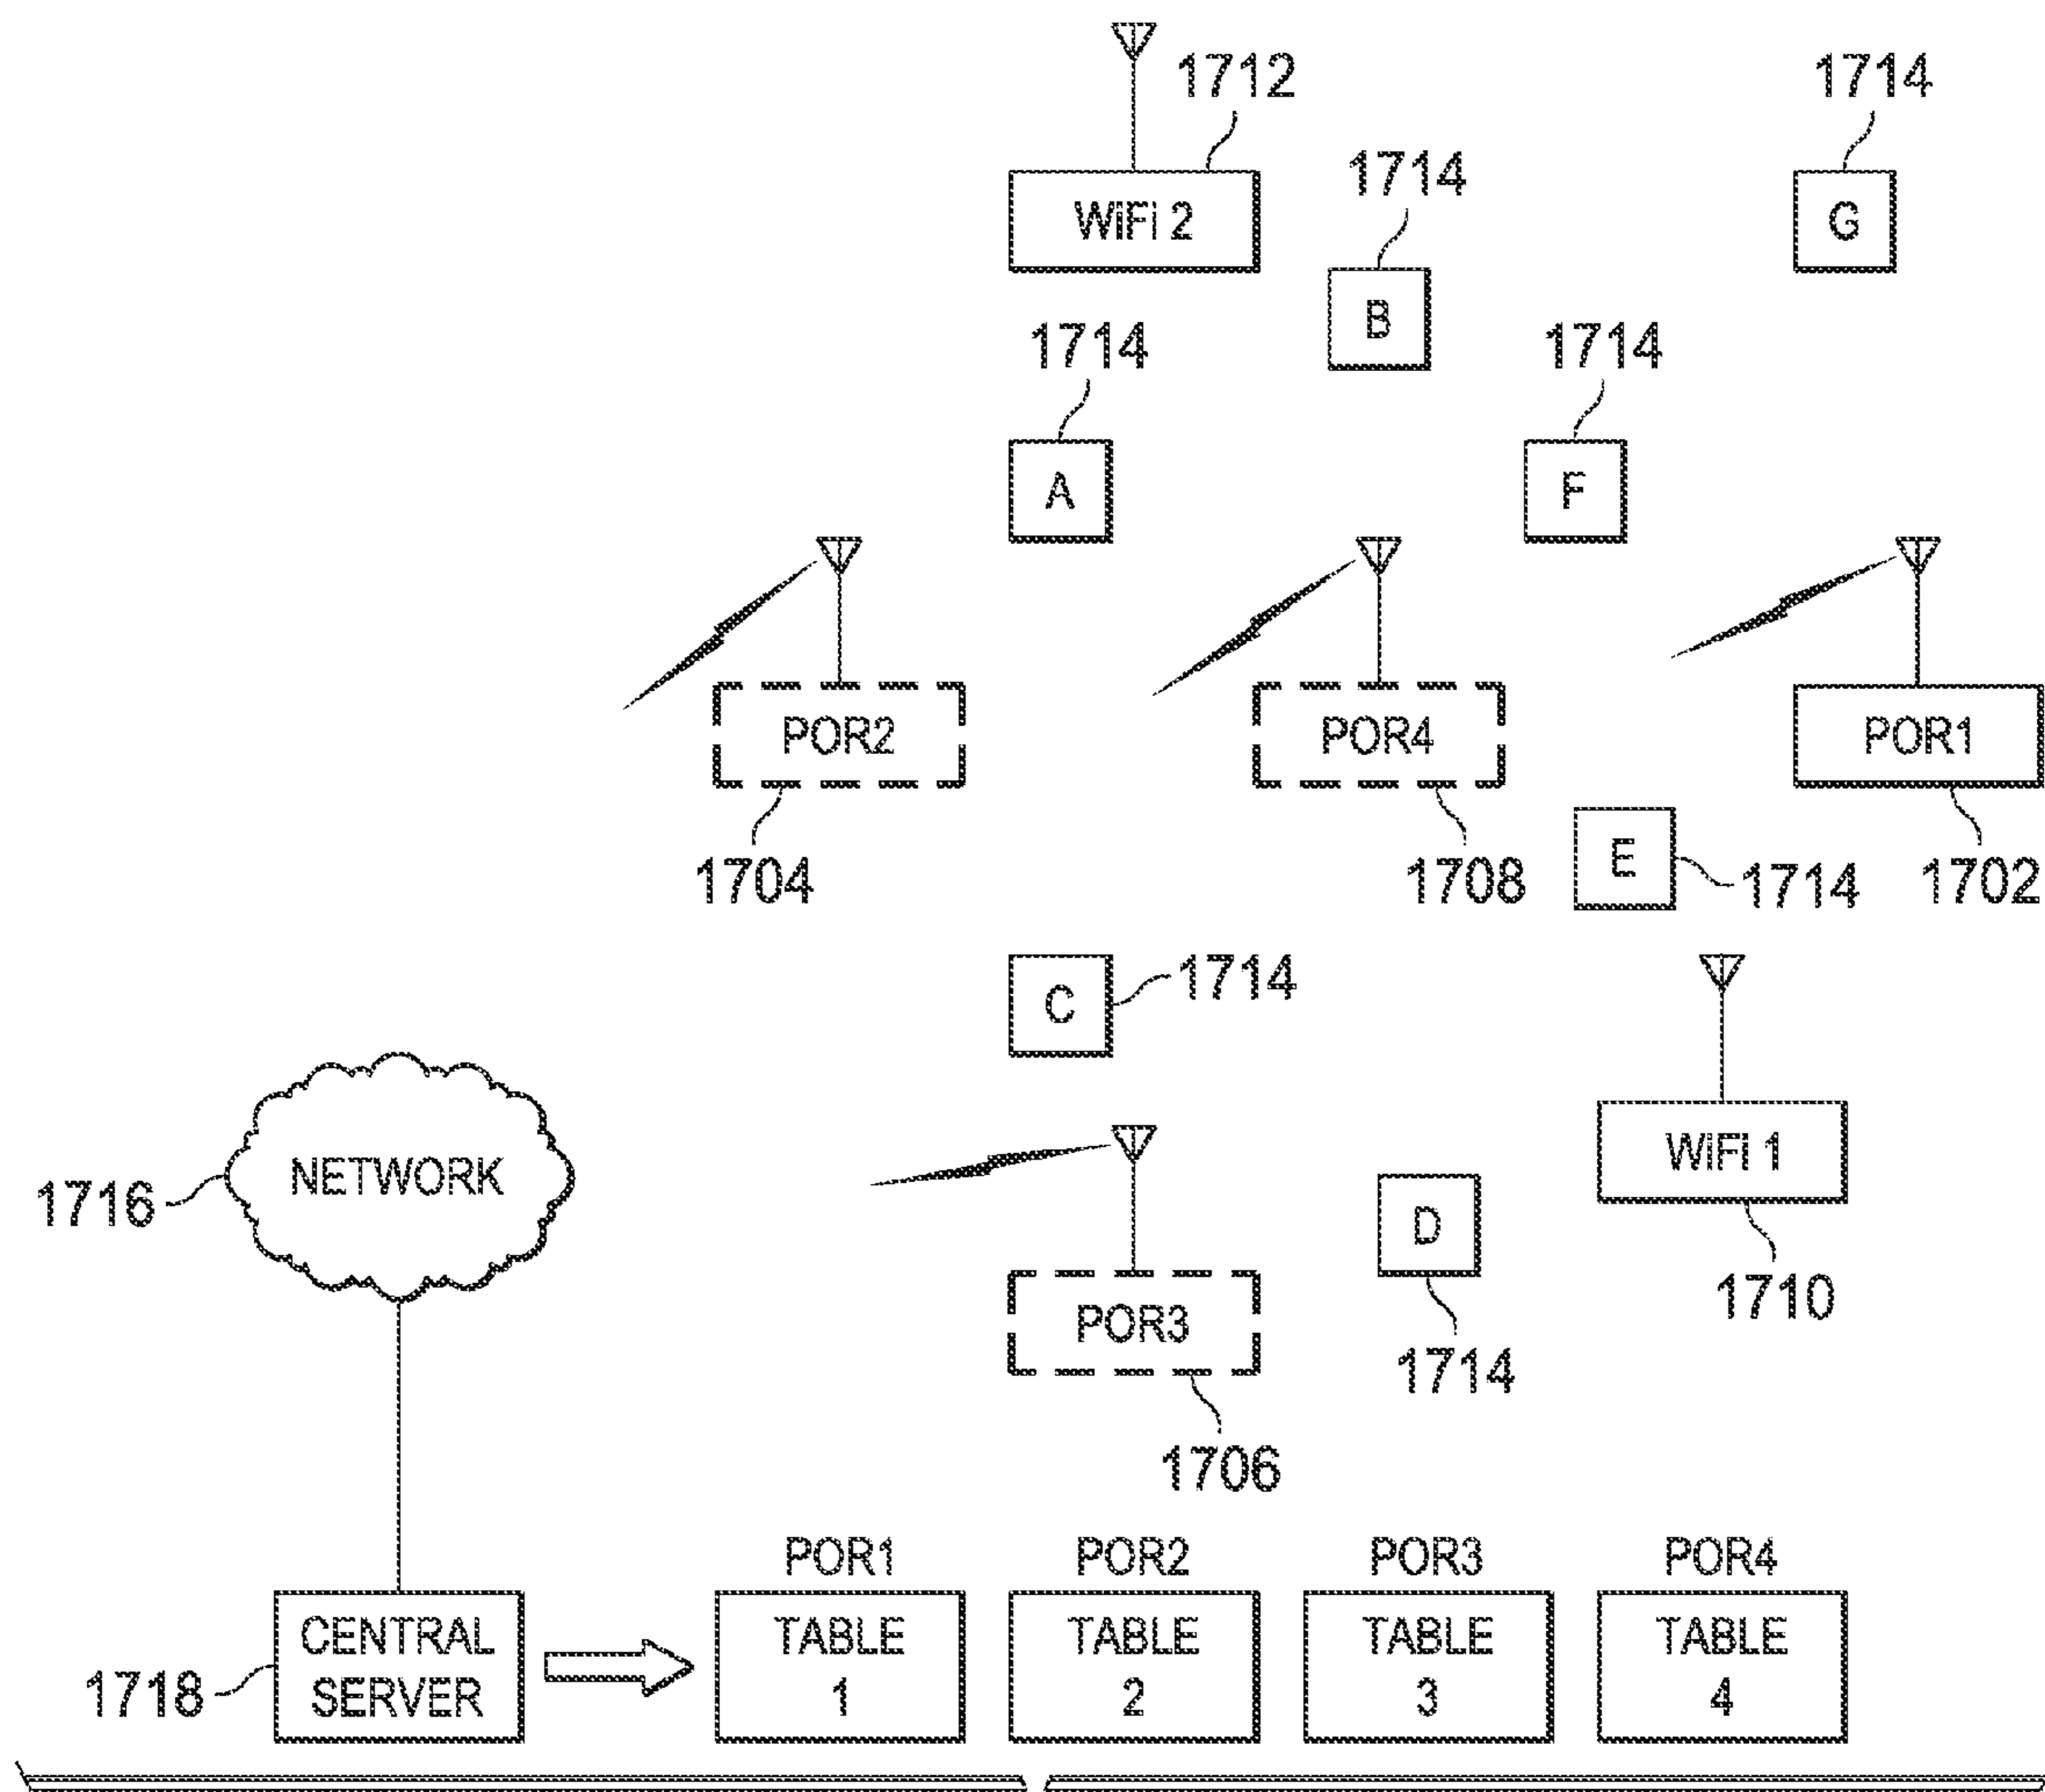 1712
1714
WiFi 2
1714
G
B
1714
1714
A
F
POR2
POR4
POR1
1704
1708
E
1714
1702
C
1714
NETWORK
WiFi 1
1716
D
1710
POR3
1714
1706
POR1
POR2
POR3
POR4
CENTRAL
SERVER
TABLE
1
TABLE
2
TABLE
3
TABLE
4
1718